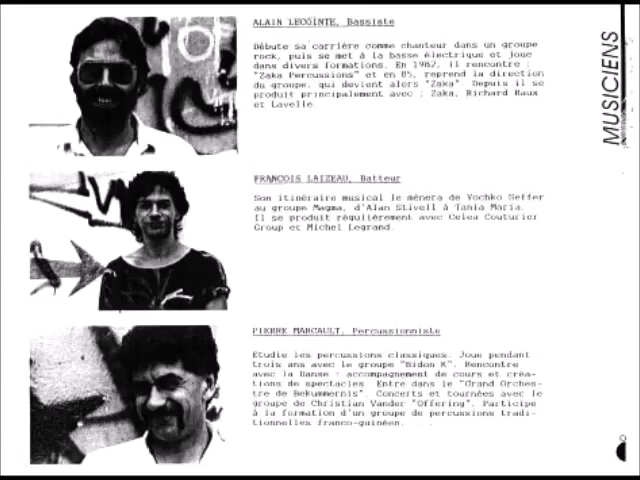 ALAIN LECOINTE, Bassiste
Débute sa carrière comme chanteur dans un groupe
rock, puis se met à la basse électrique et joue
dans divers formations. En 1982, il rencontre :
"Zaka Percussions" et en 85, reprend la direction
du groupe, qui devient alors "Zaka". Depuis il se
produit principalement avec : Zaka, Richard Raux
et Lavelle.
MUSICIENS
FRANCOIS LAIZEAU, Batteur
Son itinéraire musical le mènera de Yochko Seffer
au groupe Magma, d'Alan Stivell à Tania Maria.
Il se produit régulièrement avec Celea Couturier
Group et Michel Legrand.
PIERRE MARCAULT, Percussionniste
Etudie les percussions classiques. Joue pendant
trois ans avec le groupe "Bidon K". Rencontre
avec la Danse : accompagnement de cours et créa-
tions de spectacles. Entre dans le "Grand Orches-
tre de Bekummernis". Concerts et tournées avec le
groupe de Christian Vander "Offering". Participe
à la formation d'un groupe de percussions tradi-
tionnelles franco-guinées.